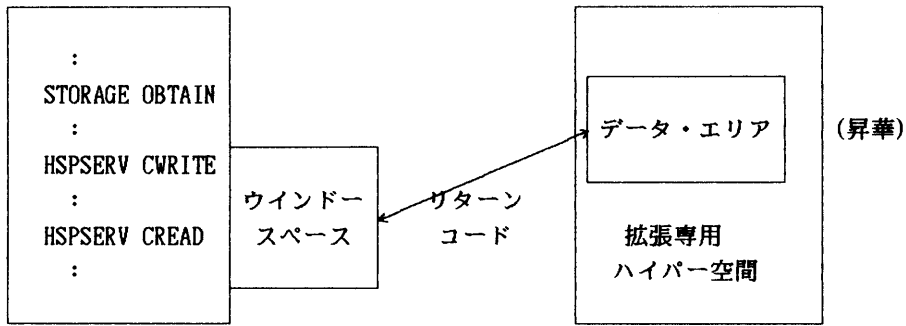 :
STORAGE OBTAIN
:
HSPSERV CWRITE
:
HSPSERV CREAD
:
ウインドー
スペース
リターン
コード
データ・エリア
(昇華)
拡張専用
ハイパー空間